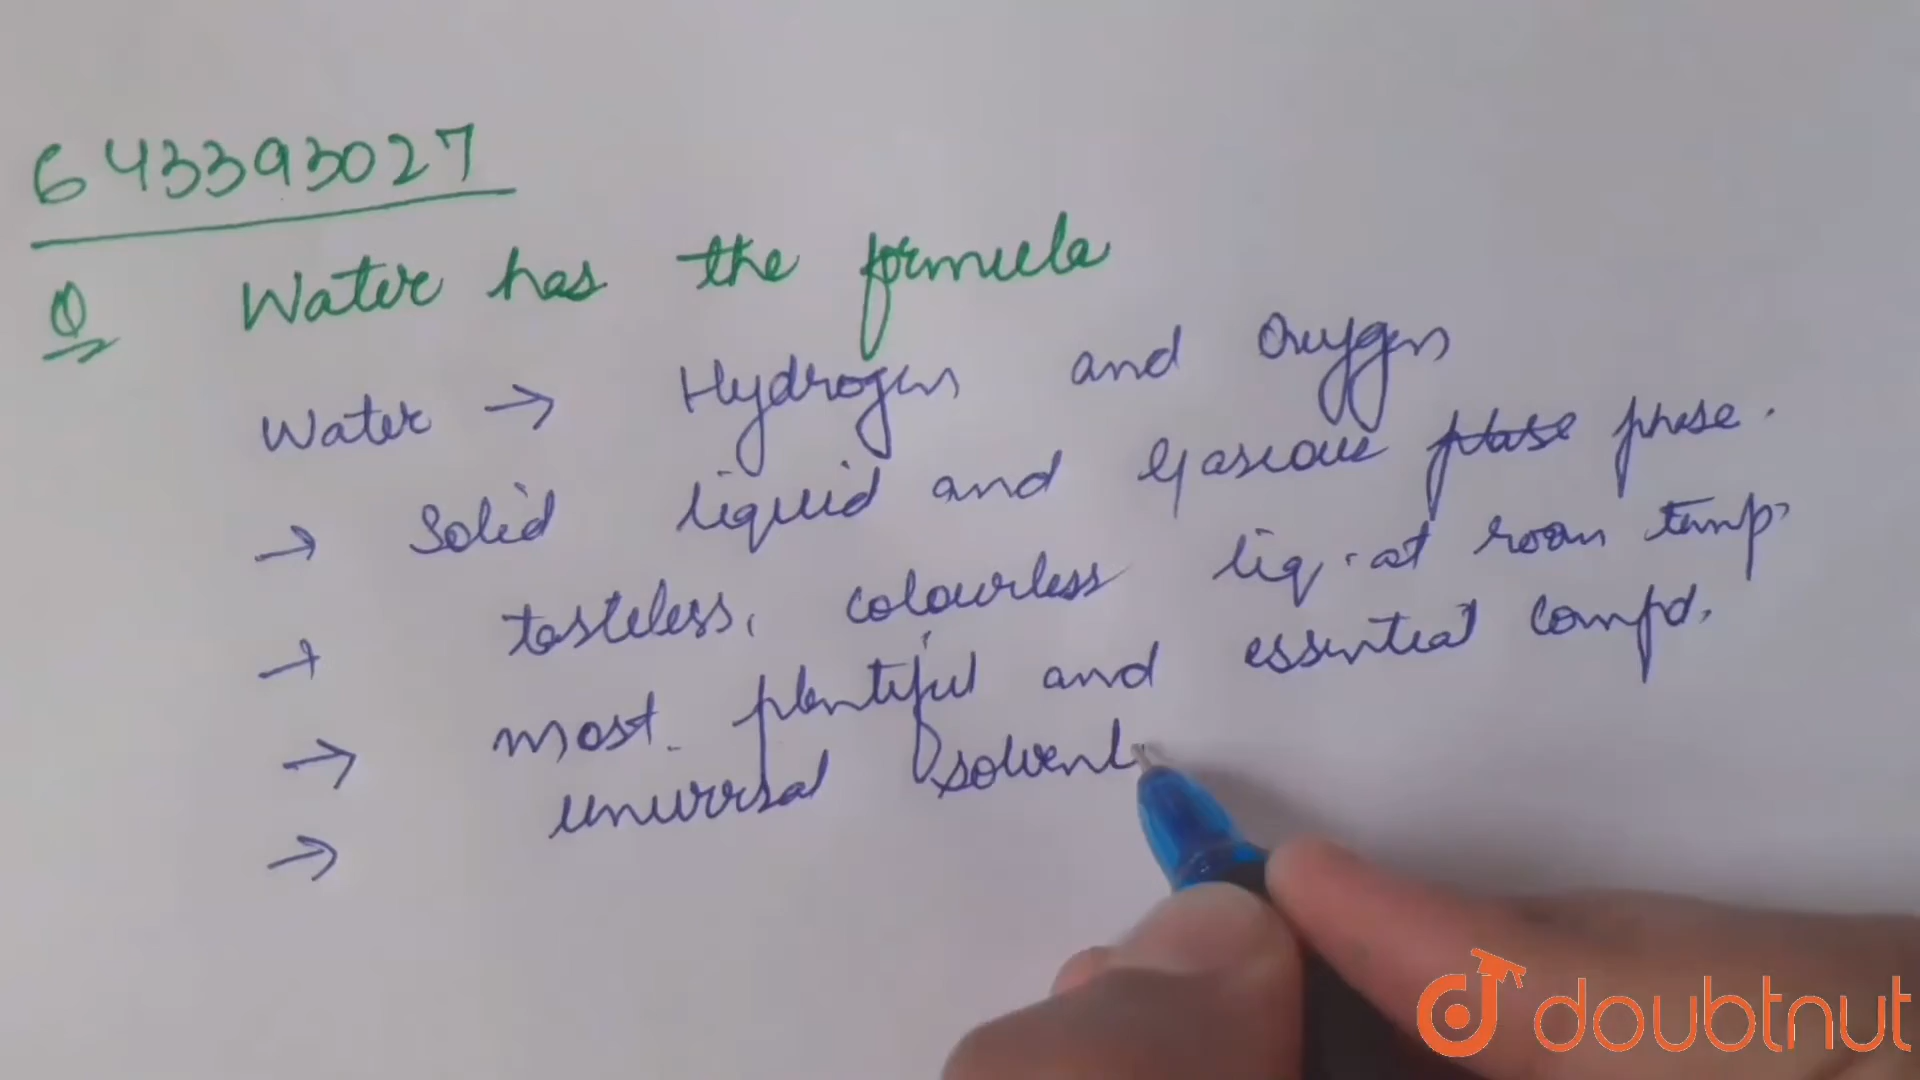 643393027
Q Water has the formula
Water → Hydrogen and Oxygen
→ Solid liquid and Gaseous phase phase.
→ tasteless, colourless liq. at room temp.
→ most plentiful and essential compd.
→ universal solvent
doubtnut